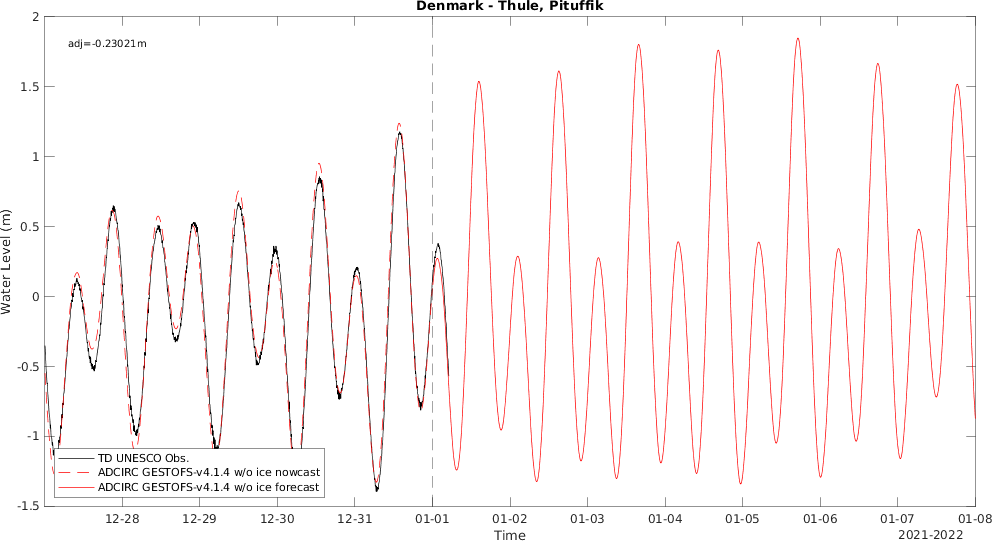 Denmark - Thule, Pituffik
adj=-0.23021m
2
1.5
1
0.5
0
-0.5
-1
-1.5
Water Level (m)
TD UNESCO Obs.
ADCIRC GESTOFS-v4.1.4 w/o ice nowcast
ADCIRC GESTOFS-v4.1.4 w/o ice forecast
12-28 12-29 12-30 12-31 01-01 01-02 01-03 01-04 01-05 01-06 01-07 01-08
Time
2021-2022